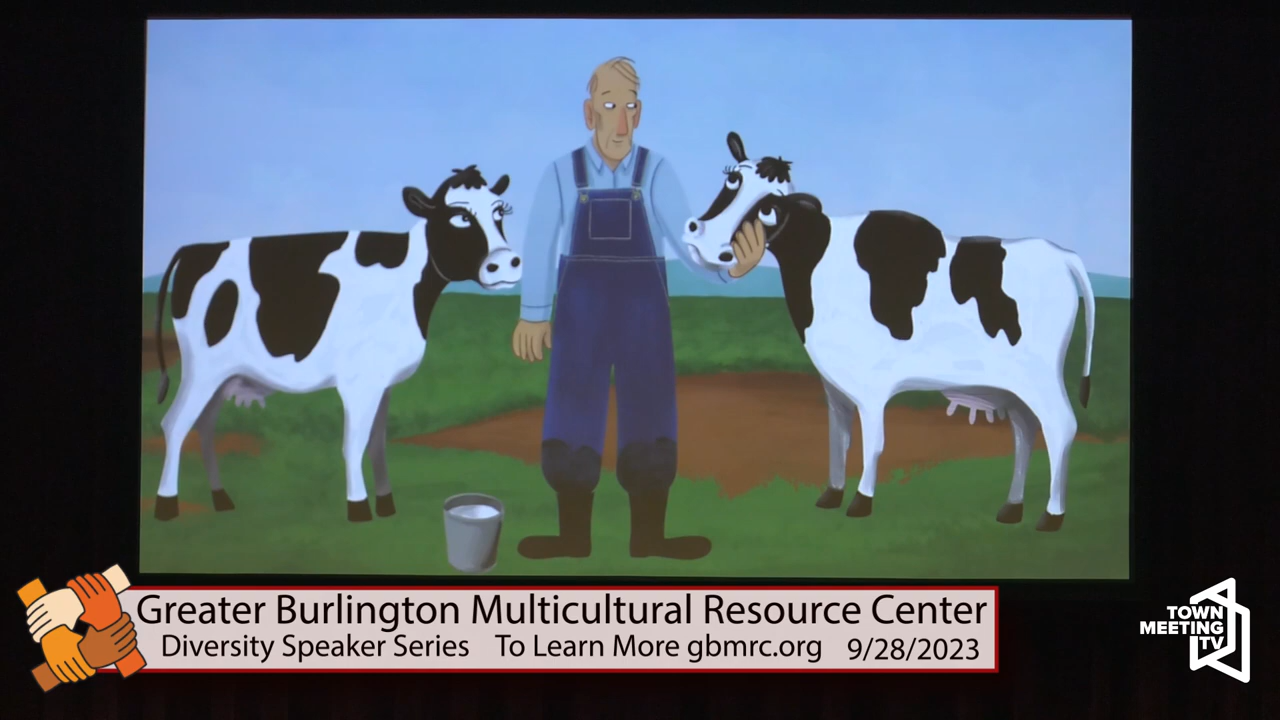 Greater Burlington Multicultural Resource Center
Diversity Speaker Series To Learn More gbmrc.org 9/28/2023
TOWN
MEETING
TV